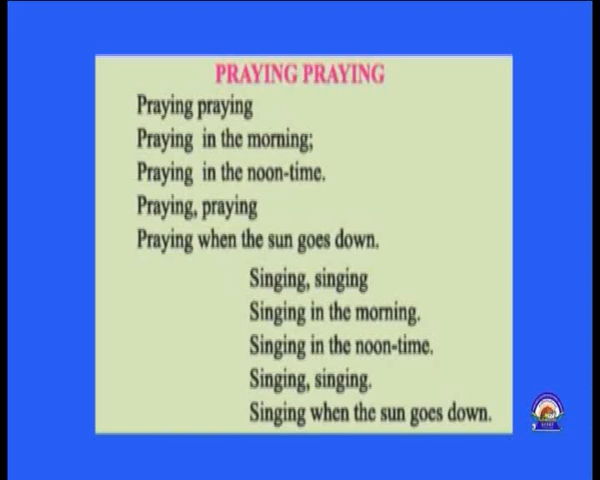 PRAYING PRAYING
Praying praying
Praying in the morning;
Praying in the noon-time.
Praying, praying
Praying when the sun goes down.
Singing, singing
Singing in the morning.
Singing in the noon-time.
Singing, singing.
Singing when the sun goes down.